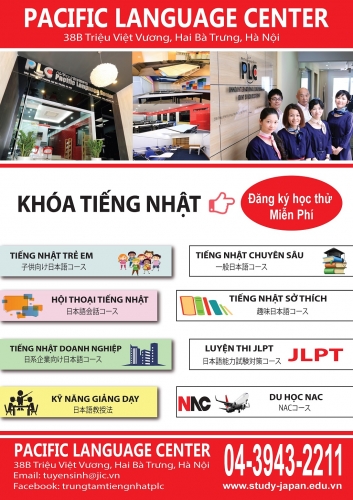 PACIFIC LANGUAGE CENTER
38B Triệu Việt Vương, Hai Bà Trưng, Hà Nội
PLC
Pacific Language
PLC
KHÓA TIẾNG NHẬT
Đăng ký học thử
Miễn Phí
TIẾNG NHẬT TRẺ EM
子供向け日本語コース
TIẾNG NHẬT CHUYÊN SÂU
一般日本語コース
HỘI THOẠI TIẾNG NHẬT
日本語会話コース
TIẾNG NHẬT SỞ THÍCH
趣味日本語コース
TIẾNG NHẬT DOANH NGHIỆP
日系企業向け日本語コース
LUYỆN THI JLPT
日本語能力試験対策コース
JLPT
KỸ NĂNG GIẢNG DẠY
日本語教授法
NAC
DU HỌC NAC
NACコース
PACIFIC LANGUAGE CENTER
38B Triệu Việt Vương, Hai Bà Trưng, Hà Nội
Email: tuyensinh@jic.vn
Facebook: trungtamtiengnhatplc
04-3943-2211
www.study-japan.edu.vn